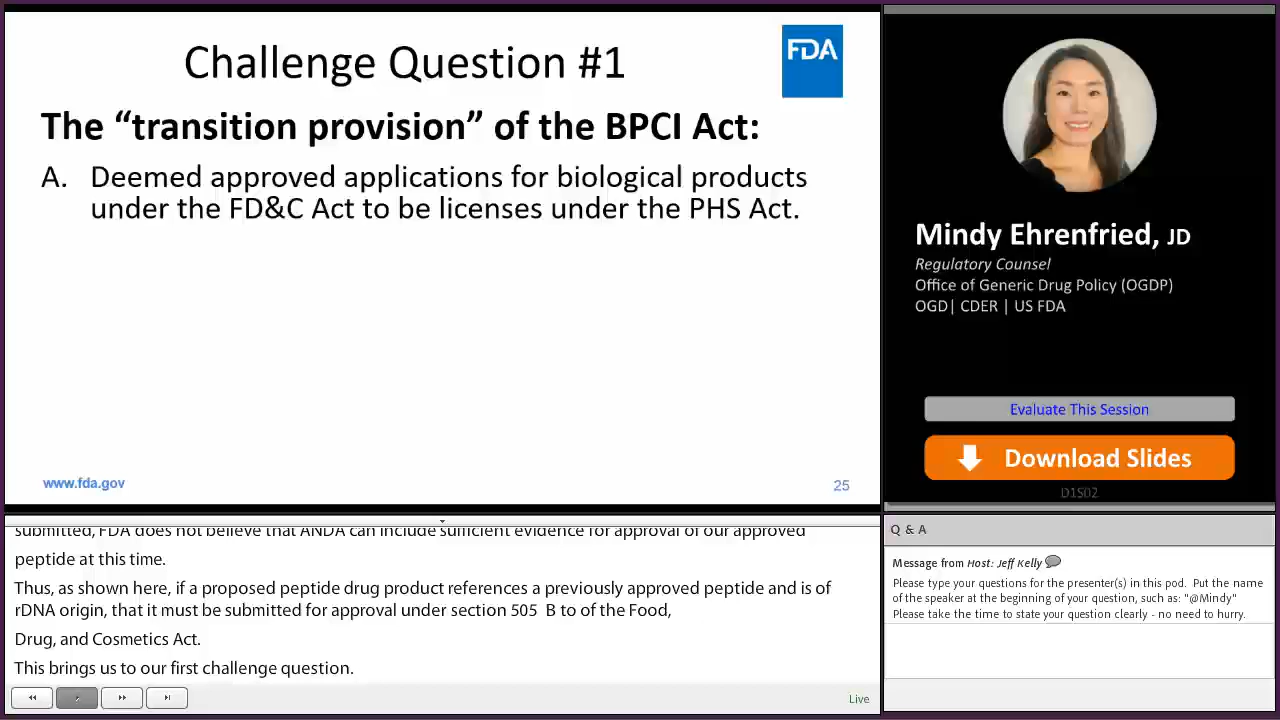 Challenge Question #1
FDA
The “transition provision” of the BPCI Act:
A. Deemed approved applications for biological products
under the FD&C Act to be licenses under the PHS Act.
www.fda.gov
25
Mindy Ehrenfried, JD
Regulatory Counsel
Office of Generic Drug Policy (OGDP)
OGD| CDER | US FDA
Evaluate This Session
Download Slides
D1S02
submitted, FDA does not believe that ANDA can include sufficient evidence for approval of our approved
peptide at this time.
Thus, as shown here, if a proposed peptide drug product references a previously approved peptide and is of
rDNA origin, that it must be submitted for approval under section 505 B to of the Food,
Drug, and Cosmetics Act.
This brings us to our first challenge question.
Live
Q & A
Message from Host: Jeff Kelly
Please type your questions for the presenter(s) in this pod. Put the name
of the speaker at the beginning of your question, such as: "@Mindy"
Please take the time to state your question clearly - no need to hurry.